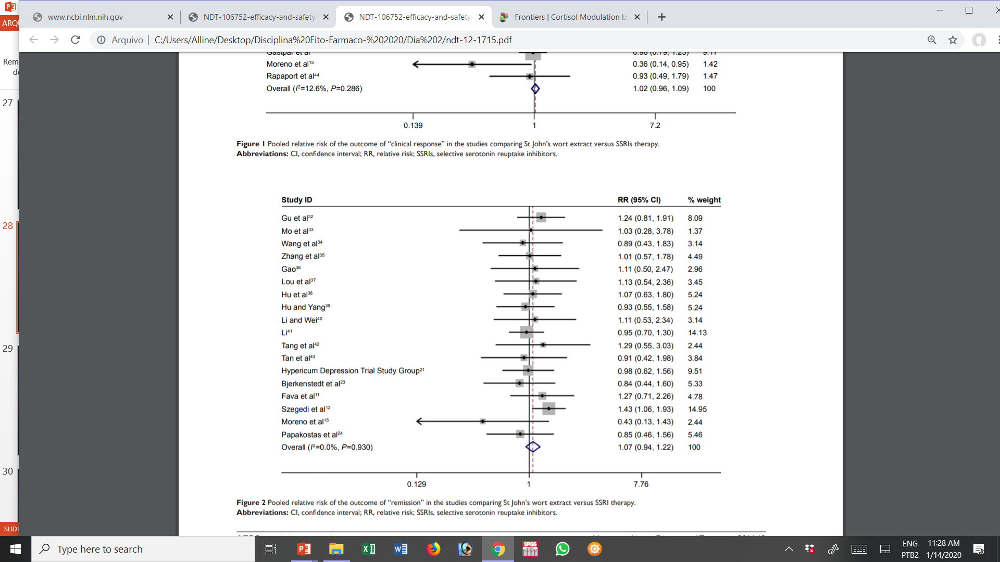 www.ncbi.nlm.nih.gov
NDT-106752-efficacy-and-safety
NDT-106752-efficacy-and-safety
Frontiers | Cortisol Modulation by
ARQ
Arquivo
C:/Users/Alline/Desktop/Disciplina%20Fito-Farmaco-%202020/Dia%202/ndt-12-1715.pdf
Rem
de
27
28
29
30
SLIDE
Gastpar et al 0.98 (0.79, 1.23) 9.17
Moreno et al¹⁵ 0.36 (0.14, 0.95) 1.42
Rapaport et al⁴⁴ 0.93 (0.49, 1.79) 1.47
Overall (I²=12.6%, P=0.286) 1.02 (0.96, 1.09) 100
0.139 1 7.2
Figure 1 Pooled relative risk of the outcome of “clinical response” in the studies comparing St John’s wort extract versus SSRIs therapy.
Abbreviations: CI, confidence interval; RR, relative risk; SSRIs, selective serotonin reuptake inhibitors.
Study ID RR (95% CI) % weight
Gu et al³² 1.24 (0.81, 1.91) 8.09
Mo et al³³ 1.03 (0.28, 3.78) 1.37
Wang et al³⁴ 0.89 (0.43, 1.83) 3.14
Zhang et al³⁵ 1.01 (0.57, 1.78) 4.49
Gao³⁶ 1.11 (0.50, 2.47) 2.96
Lou et al³⁷ 1.13 (0.54, 2.36) 3.45
Hu et al³⁸ 1.07 (0.63, 1.80) 5.24
Hu and Yang³⁹ 0.93 (0.55, 1.58) 5.24
Li and Wei⁴⁰ 1.11 (0.53, 2.34) 3.14
Li⁴¹ 0.95 (0.70, 1.30) 14.13
Tang et al⁴² 1.29 (0.55, 3.03) 2.44
Tan et al⁴³ 0.91 (0.42, 1.98) 3.84
Hypericum Depression Trial Study Group²¹ 0.98 (0.62, 1.56) 9.51
Bjerkenstedt et al²³ 0.84 (0.44, 1.60) 5.33
Fava et al¹¹ 1.27 (0.71, 2.26) 4.78
Szegedi et al¹² 1.43 (1.06, 1.93) 14.95
Moreno et al¹⁵ 0.43 (0.13, 1.43) 2.44
Papakostas et al²⁴ 0.85 (0.46, 1.56) 5.46
Overall (I²=0.0%, P=0.930) 1.07 (0.94, 1.22) 100
0.129 1 7.76
Figure 2 Pooled relative risk of the outcome of “remission” in the studies comparing St John’s wort extract versus SSRI therapy.
Abbreviations: CI, confidence interval; RR, relative risk; SSRIs, selective serotonin reuptake inhibitors.
Type here to search
SPSS
ENG
PTB2
11:28 AM
1/14/2020